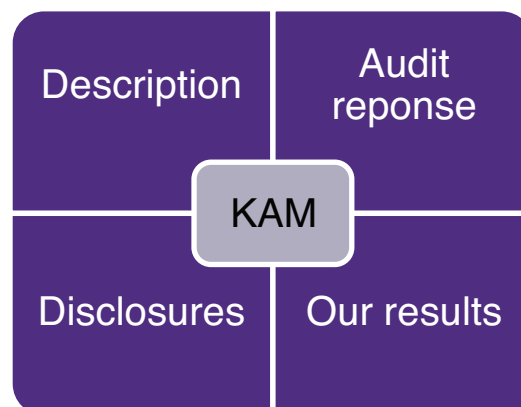 Description
Audit
reponse
KAM
Disclosures
Our results